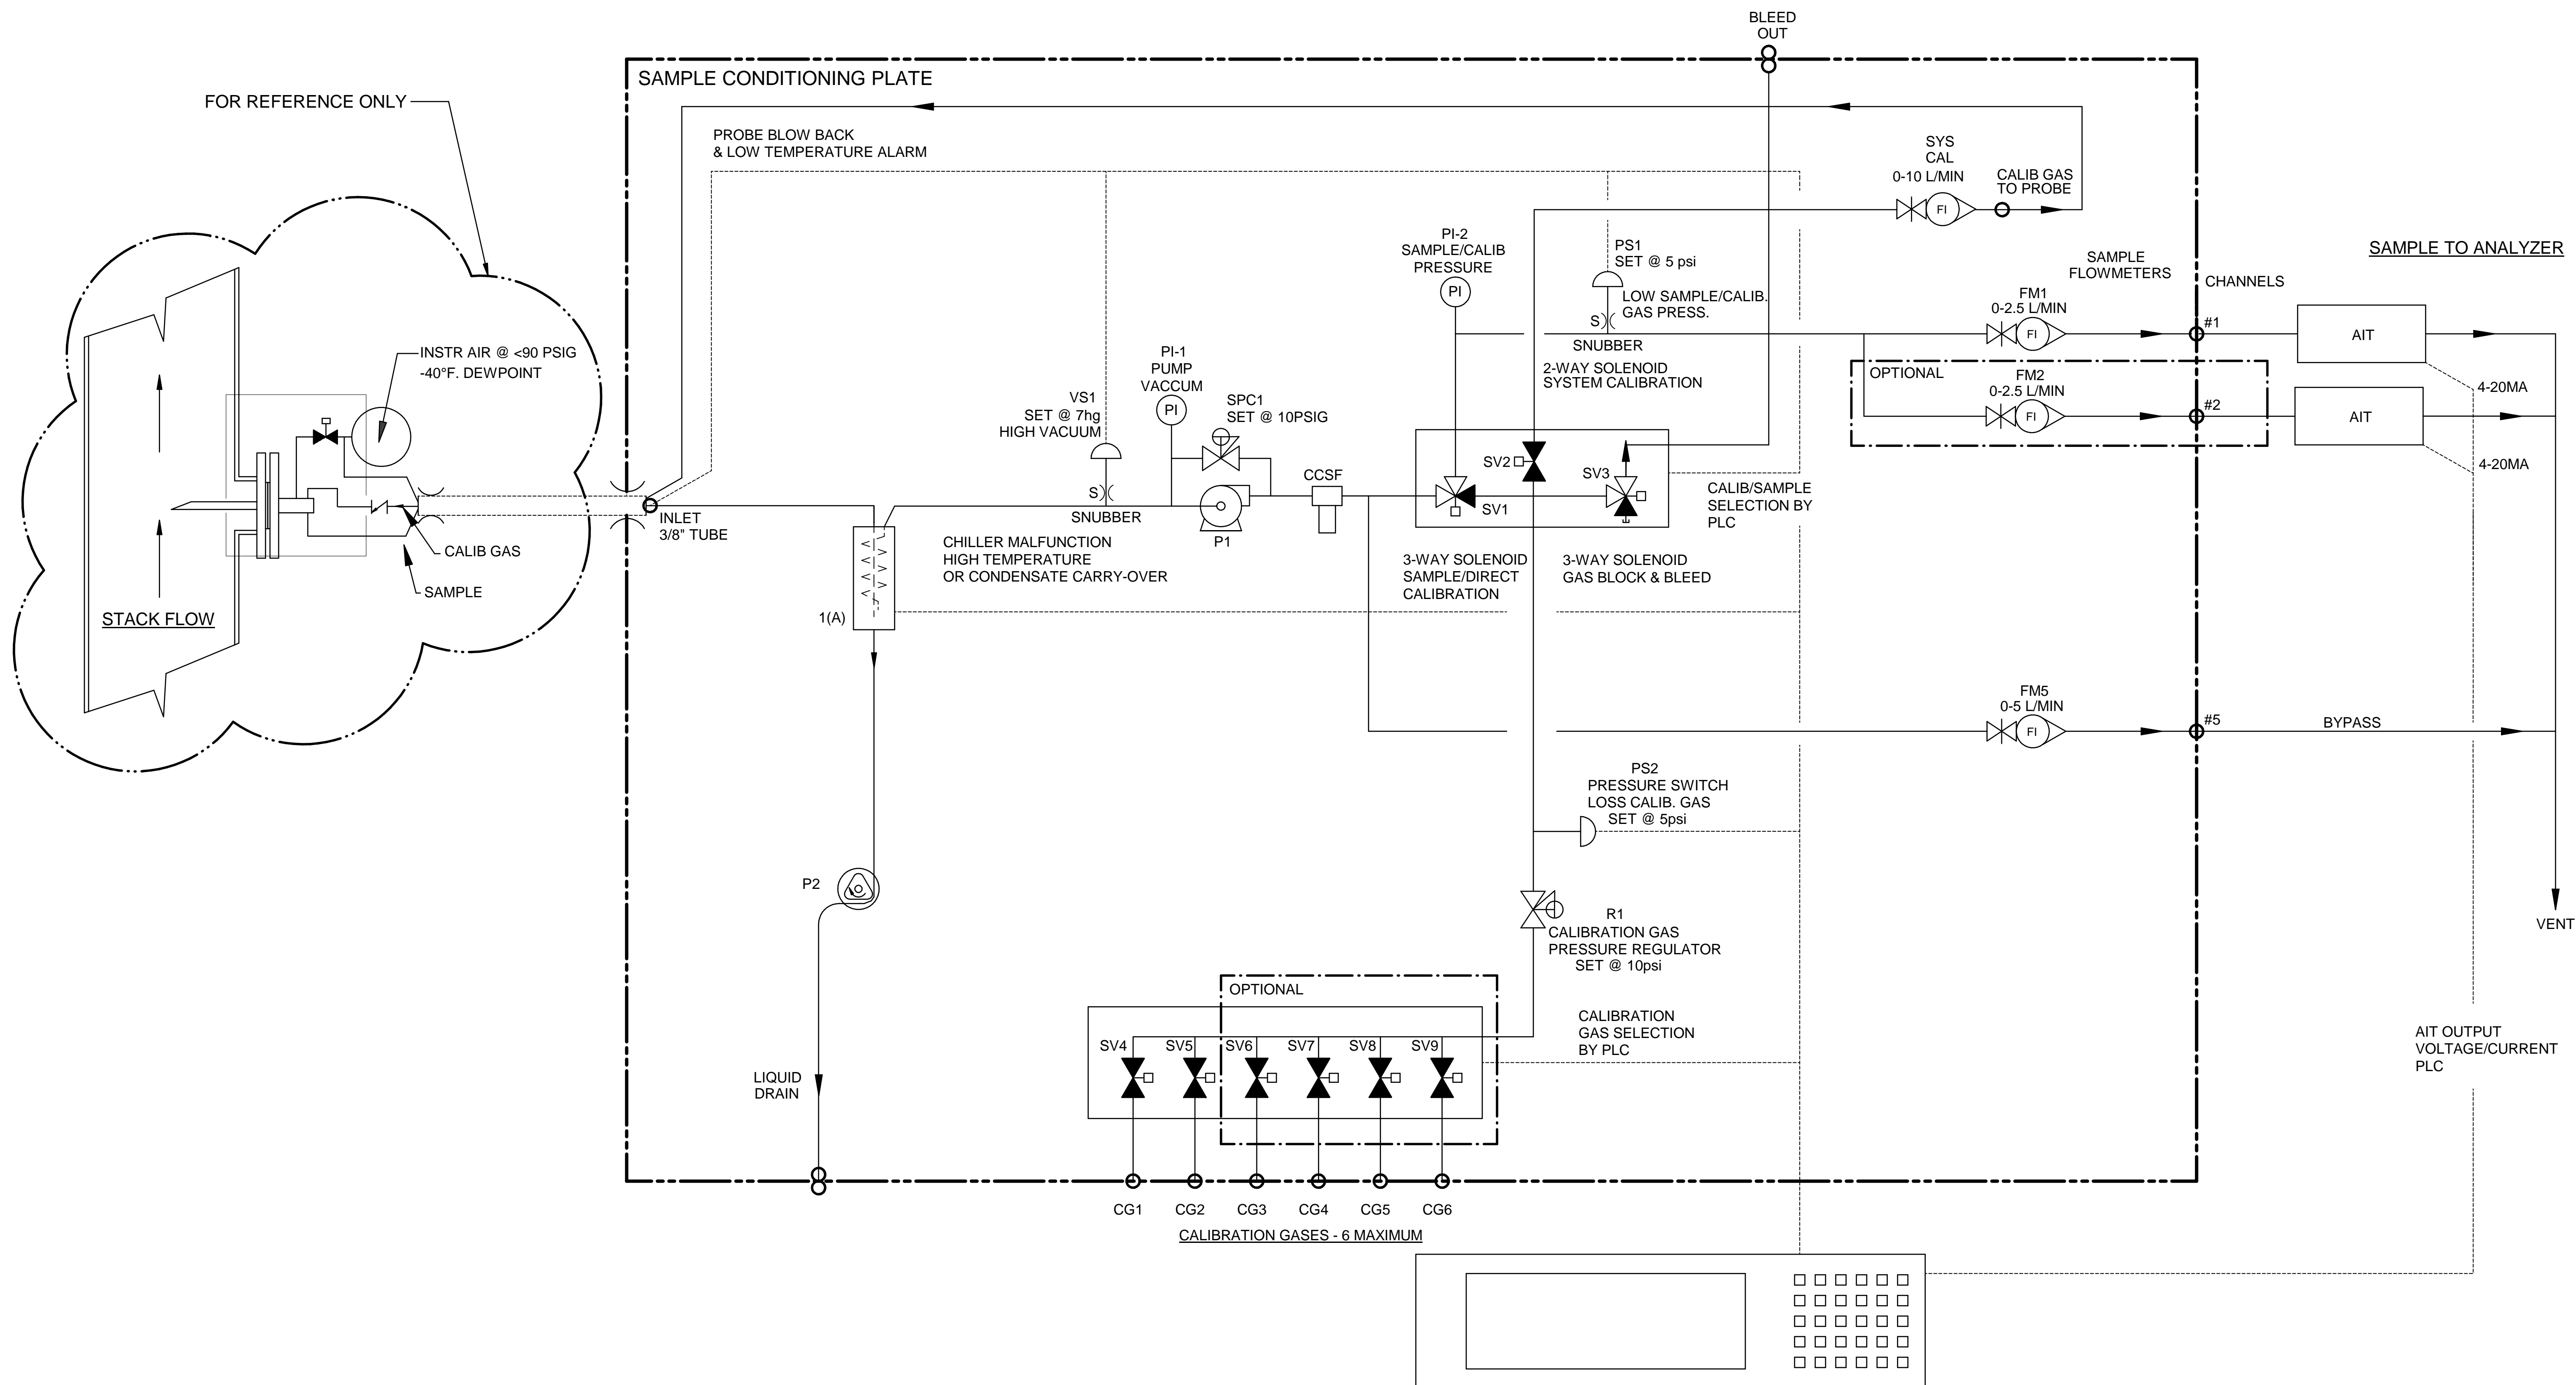 BLEED
OUT
SAMPLE CONDITIONING PLATE
FOR REFERENCE ONLY
PROBE BLOW BACK
& LOW TEMPERATURE ALARM
SYS
CAL
0-10 L/MIN
FI
CALIB GAS
TO PROBE
PI-2
SAMPLE/CALIB
PRESSURE
PI
PS1
SET @ 5 psi
LOW SAMPLE/CALIB.
GAS PRESS.
S
SNUBBER
SAMPLE
FLOWMETERS
SAMPLE TO ANALYZER
CHANNELS
FM1
0-2.5 L/MIN
FI
#1
AIT
INSTR AIR @ <90 PSIG
-40°F. DEWPOINT
PI-1
PUMP
VACCUM
PI
2-WAY SOLENOID
SYSTEM CALIBRATION
OPTIONAL
FM2
0-2.5 L/MIN
FI
#2
AIT
4-20MA
4-20MA
VS1
SET @ 7hg
HIGH VACUUM
SPC1
SET @ 10PSIG
S
SNUBBER
CCSF
P1
SV2
SV3
SV1
CALIB/SAMPLE
SELECTION BY
PLC
INLET
3/8" TUBE
CALIB GAS
SAMPLE
STACK FLOW
CHILLER MALFUNCTION
HIGH TEMPERATURE
OR CONDENSATE CARRY-OVER
1(A)
3-WAY SOLENOID
SAMPLE/DIRECT
CALIBRATION
3-WAY SOLENOID
GAS BLOCK & BLEED
FM5
0-5 L/MIN
FI
#5
BYPASS
PS2
PRESSURE SWITCH
LOSS CALIB. GAS
SET @ 5psi
P2
R1
CALIBRATION GAS
PRESSURE REGULATOR
SET @ 10psi
VENT
OPTIONAL
SV4
SV5
SV6
SV7
SV8
SV9
CALIBRATION
GAS SELECTION
BY PLC
AIT OUTPUT
VOLTAGE/CURRENT
PLC
LIQUID
DRAIN
CG1
CG2
CG3
CG4
CG5
CG6
CALIBRATION GASES - 6 MAXIMUM